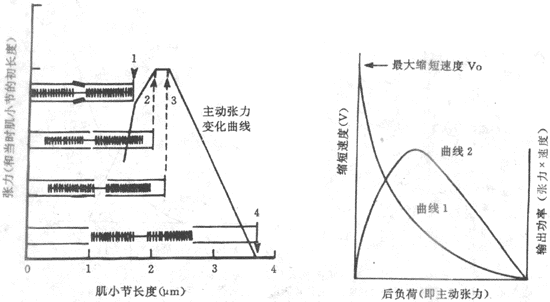 张力(和当时肌小节的初长度)
1
2
3
4
主动张力
变化曲线
0
1
2
3
4
肌小节长度(μm)
缩短速度(V)
最大缩短速度 Vo
曲线 2
曲线 1
输出功率(张力×速度)
后负荷(即主动张力)